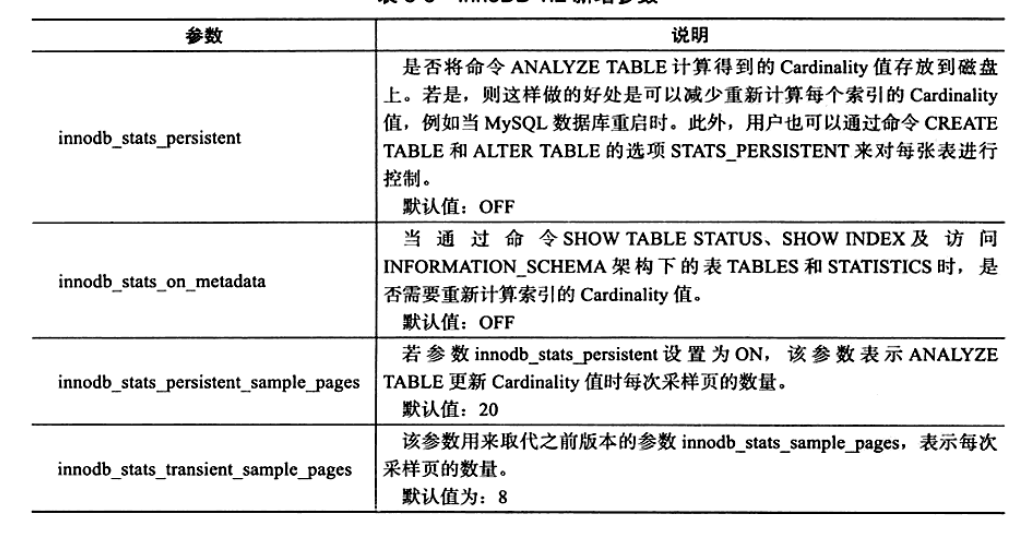 参数 说明
innodb_stats_persistent
是否将命令 ANALYZE TABLE 计算得到的 Cardinality 值存放到磁盘
上。若是，则这样做的好处是可以减少重新计算每个索引的 Cardinality
值，例如当 MySQL 数据库重启时。此外，用户也可以通过命令 CREATE
TABLE 和 ALTER TABLE 的选项 STATS_PERSISTENT 来对每张表进行
控制。
默认值：OFF
innodb_stats_on_metadata
当通过命令 SHOW TABLE STATUS、SHOW INDEX 及访问
INFORMATION_SCHEMA 架构下的表 TABLES 和 STATISTICS 时，是
否需要重新计算索引的 Cardinality 值。
默认值：OFF
innodb_stats_persistent_sample_pages
若参数 innodb_stats_persistent 设置为 ON，该参数表示 ANALYZE
TABLE 更新 Cardinality 值时每次采样页的数量。
默认值：20
innodb_stats_transient_sample_pages
该参数用来取代之前版本的参数 innodb_stats_sample_pages，表示每次
采样页的数量。
默认值为：8